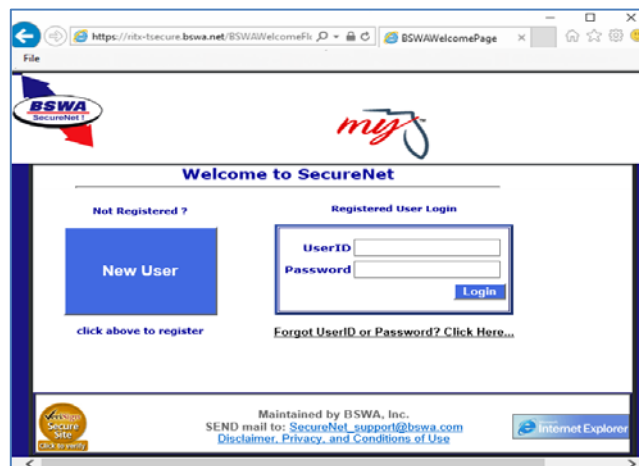 https://ritx-tsecure.bswa.net/BSWAWelcomeFlo
BSWAWelcomePage
File
BSWA
SecureNet !
my
Welcome to SecureNet
Not Registered ?
Registered User Login
New User
UserID
Password
Login
click above to register
Forgot UserID or Password? Click Here...
Secure
Site
Click to verify
Maintained by BSWA, Inc.
SEND mail to: SecureNet_support@bswa.com
Disclaimer, Privacy, and Conditions of Use
Internet Explorer